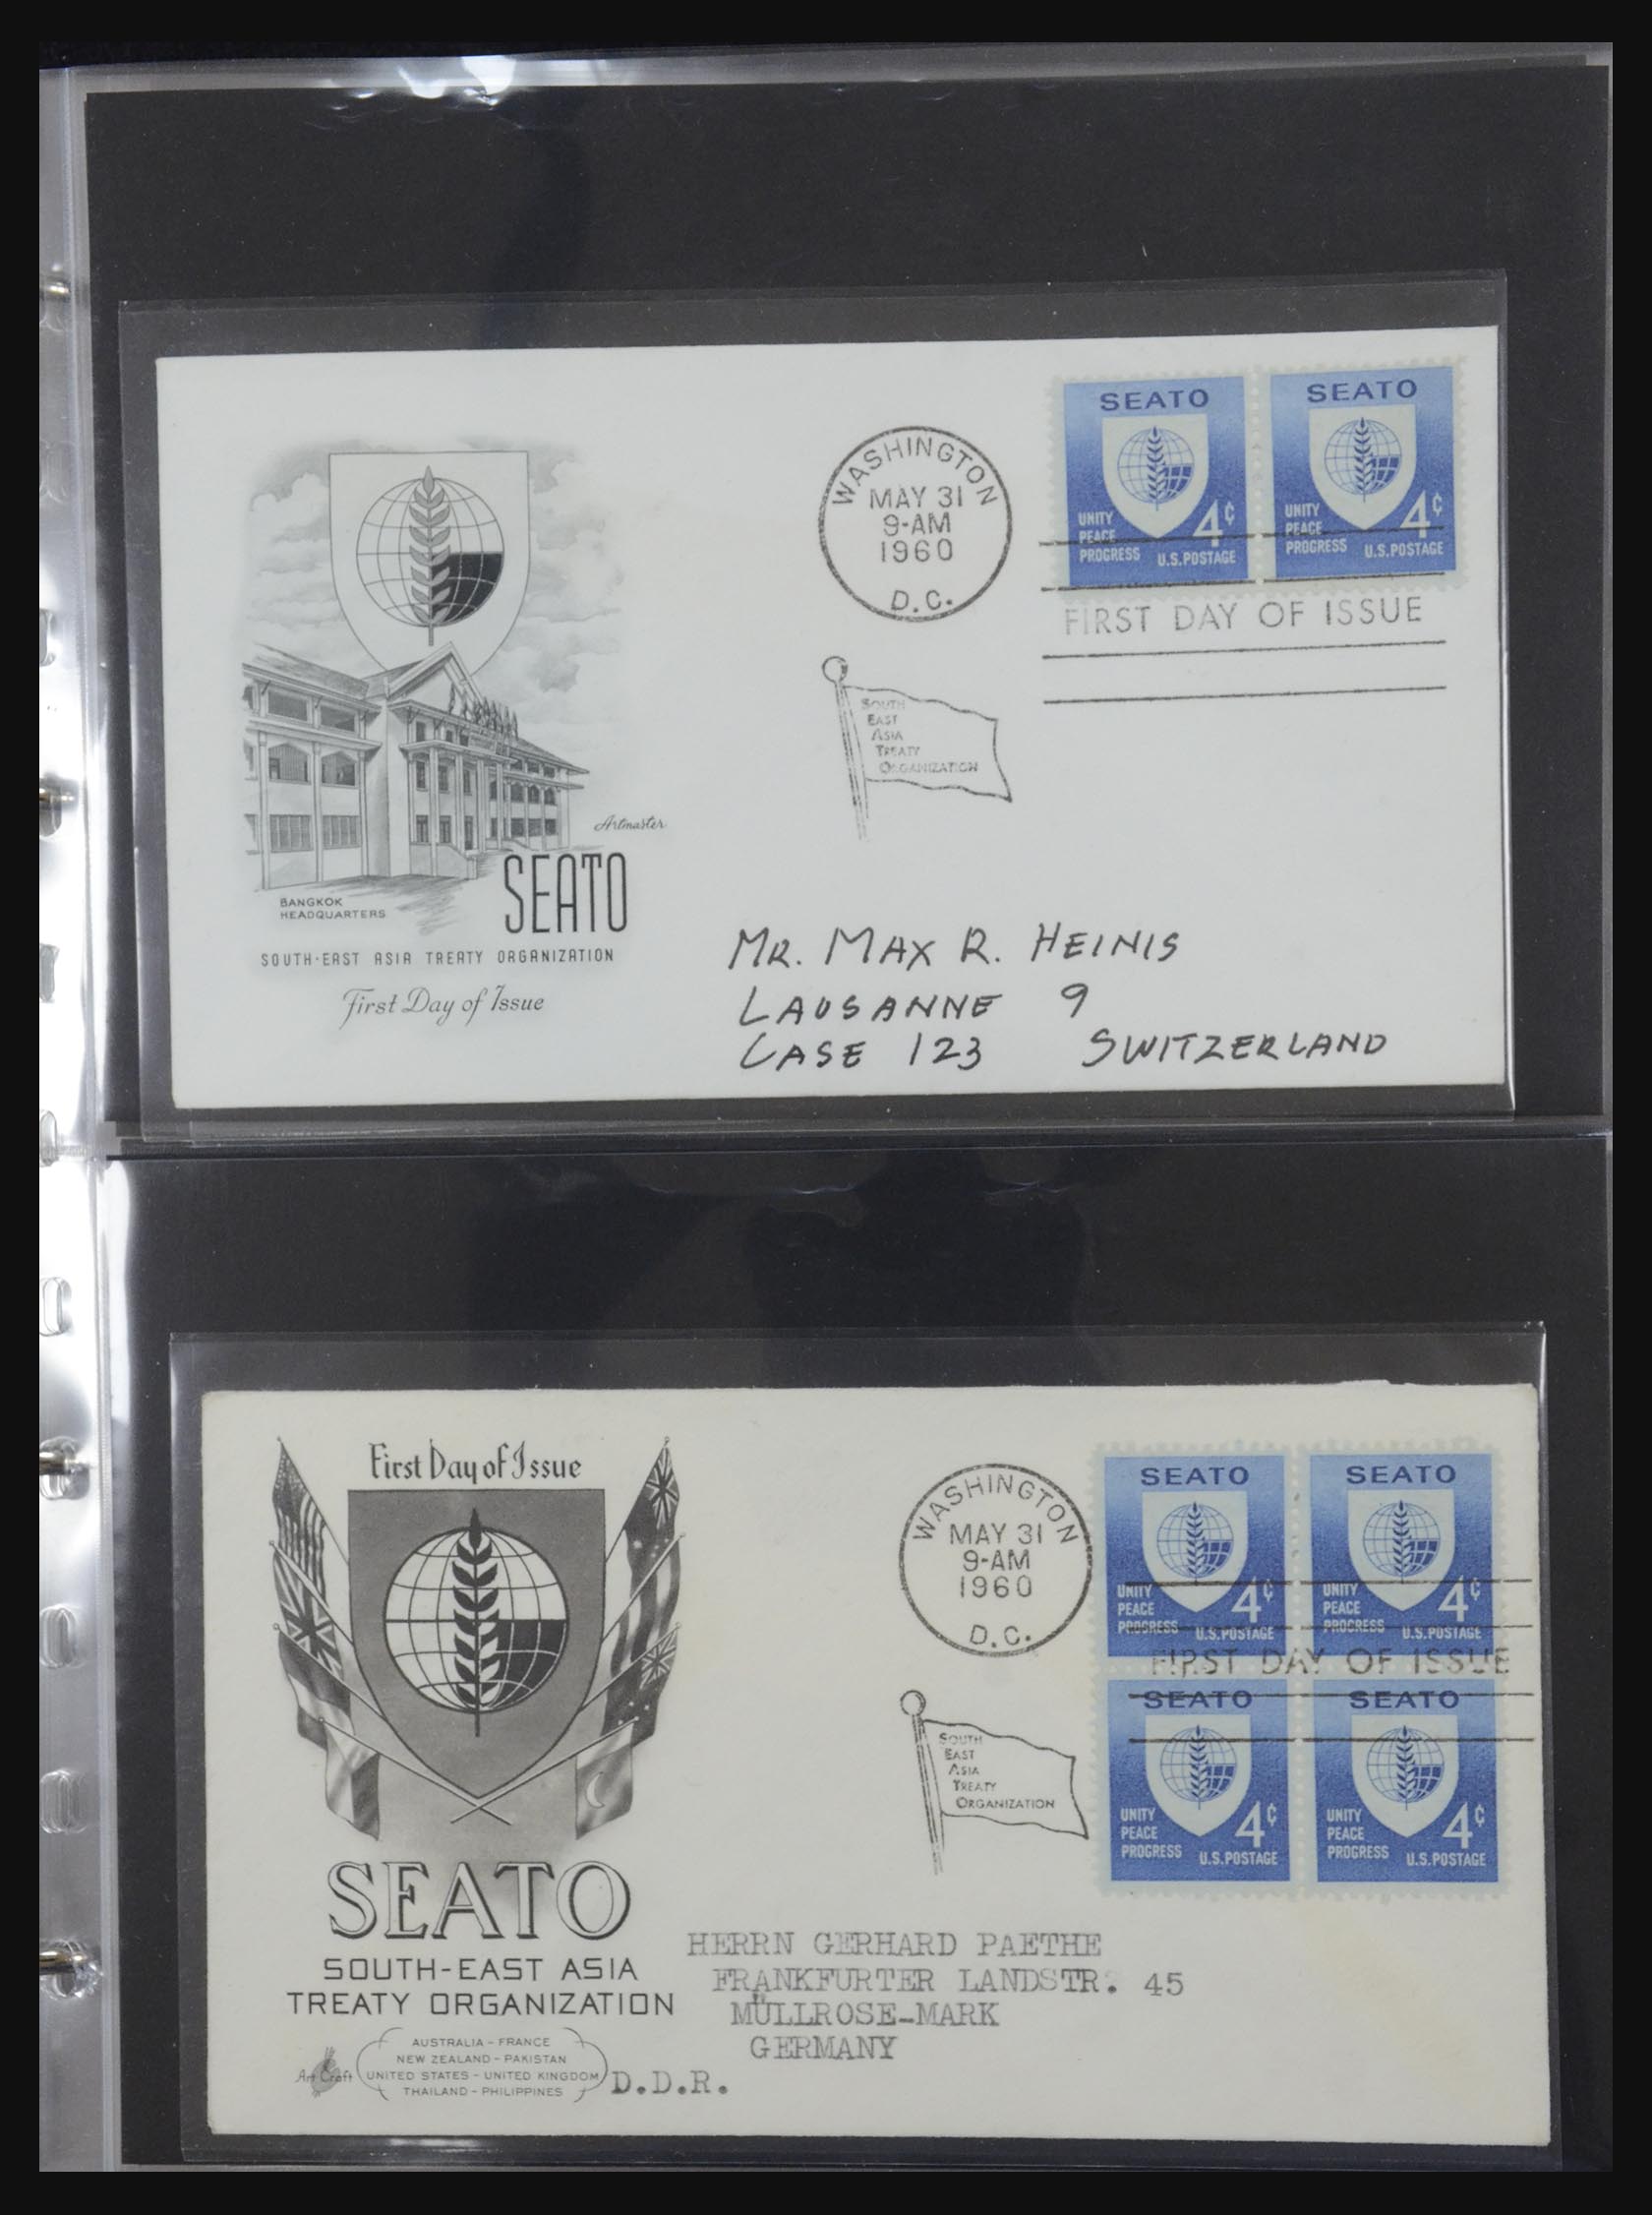 SEATO
SEATO
UNITY
PEACE
PROGRESS
4¢
U.S.POSTAGE
UNITY
PEACE
PROGRESS
4¢
U.S.POSTAGE
WASHINGTON
MAY 31
9-AM
1960
D.C.
FIRST DAY OF ISSUE
SOUTH
EAST
ASIA
TREATY
ORGANIZATION
Artmaster
BANGKOK
HEADQUARTERS
SEATO
SOUTH-EAST ASIA TREATY ORGANIZATION
First Day of Issue
MR. MAX R. HEINIS
LAUSANNE 9
CASE 123 SWITZERLAND
First Day of Issue
WASHINGTON
MAY 31
9-AM
1960
D.C.
SEATO
UNITY
PEACE
PROGRESS
4¢
U.S.POSTAGE
SEATO
UNITY
PEACE
PROGRESS
4¢
U.S.POSTAGE
FIRST DAY OF ISSUE
SEATO
UNITY
PEACE
PROGRESS
4¢
U.S.POSTAGE
SEATO
UNITY
PEACE
PROGRESS
4¢
U.S.POSTAGE
SOUTH
EAST
ASIA
TREATY
ORGANIZATION
SEATO
SOUTH-EAST ASIA
TREATY ORGANIZATION
AUSTRALIA - FRANCE
NEW ZEALAND - PAKISTAN
UNITED STATES - UNITED KINGDOM
THAILAND - PHILIPPINES
Art Craft
HERRN GERHARD PAETHE
FRANKFURTER LANDSTR. 45
MÜLLROSE-MARK
GERMANY
D.D.R.